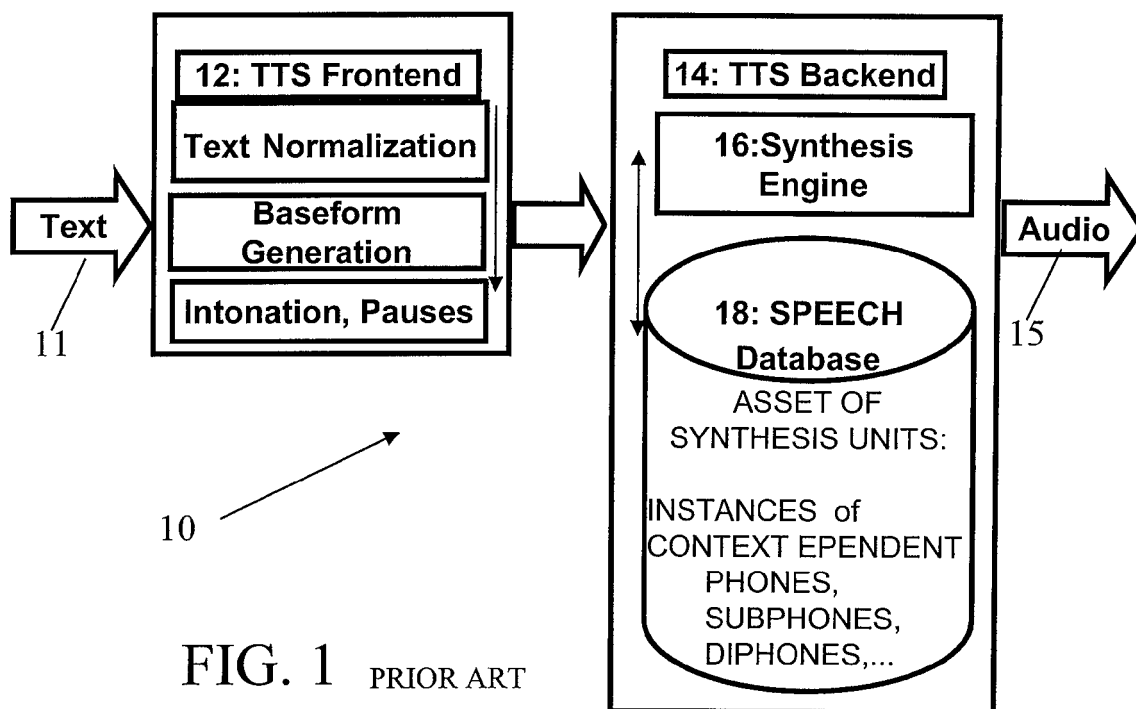 12: TTS Frontend
Text Normalization
Baseform
Generation
Intonation, Pauses
Text
11
14: TTS Backend
16:Synthesis
Engine
18: SPEECH
Database
ASSET OF
SYNTHESIS UNITS:
INSTANCES of
CONTEXT EPENDENT
PHONES,
SUBPHONES,
DIPHONES,...
Audio
15
10
FIG. 1 PRIOR ART